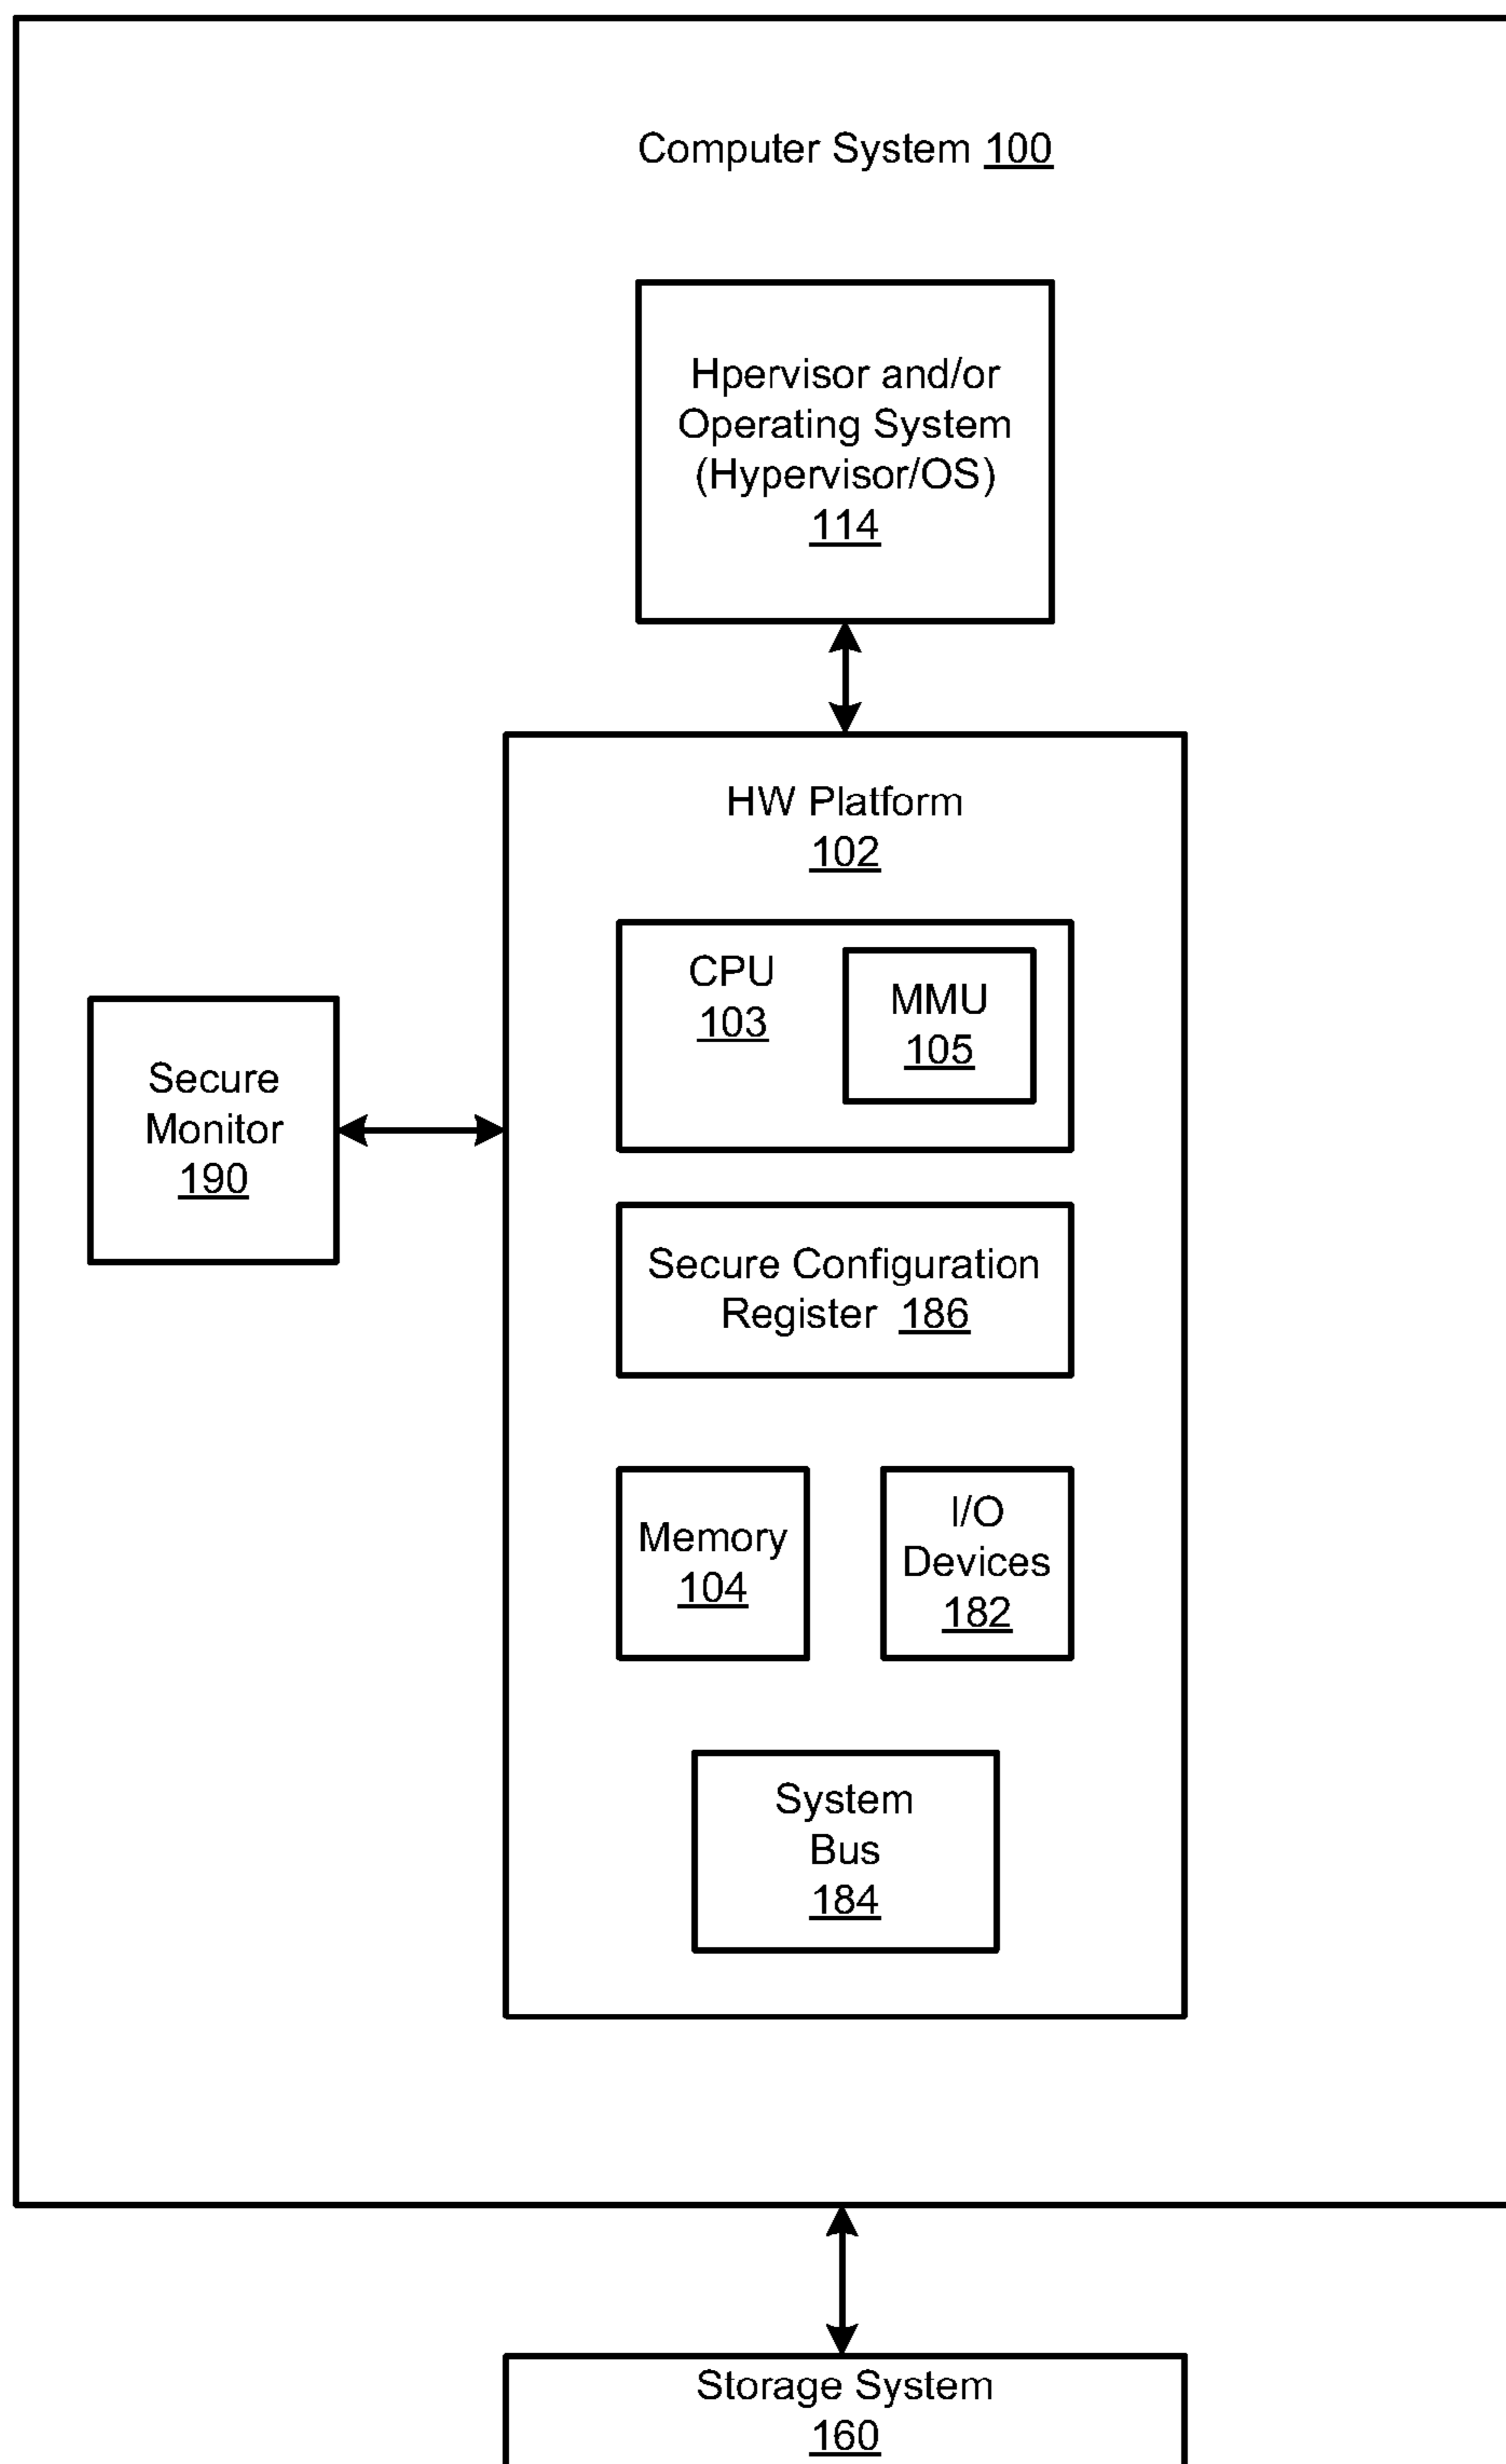 Computer System 100
Hpervisor and/or
Operating System
(Hypervisor/OS)
114
HW Platform
102
CPU
103
MMU
105
Secure
Monitor
190
Secure Configuration
Register 186
Memory
104
I/O
Devices
182
System
Bus
184
Storage System
160